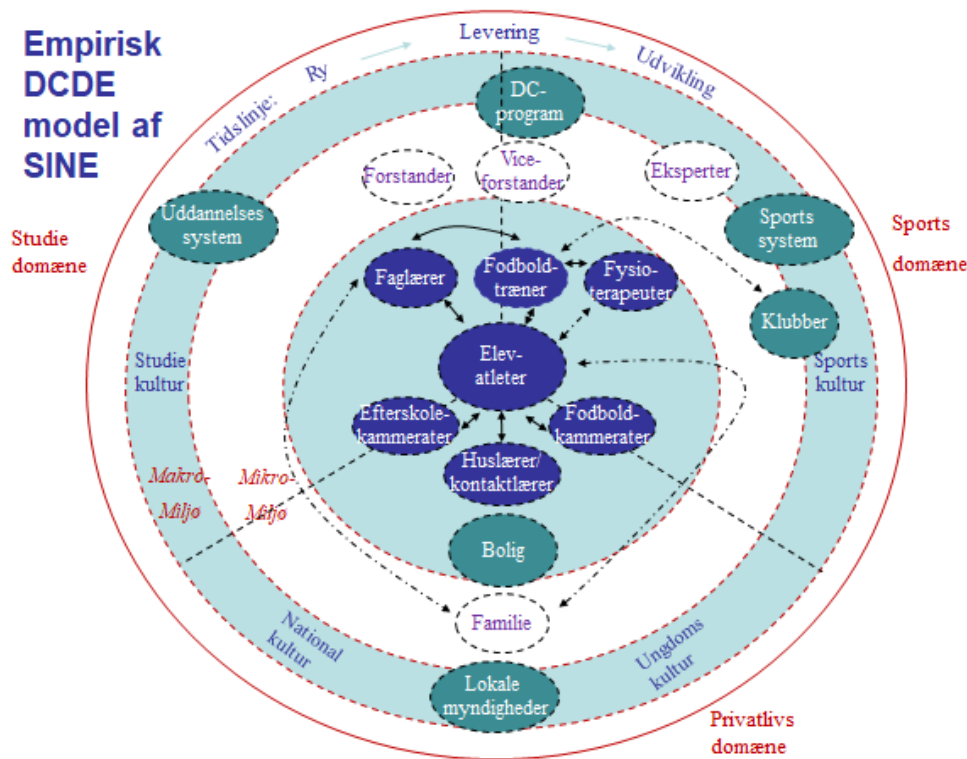 Empirisk
DCDE
model af
SINE
Tidslinje:
Ry
Levering
Udvikling
DC-
program
Forstander
Vice-
forstander
Eksperter
Uddannelses
system
Sports
system
Studie
domæne
Sports
domæne
Faglærer
Fodbold-
træner
Fysio-
terapeuter
Klubber
Studie
kultur
Elev-
atleter
Sports
kultur
Efterskole-
kammerater
Fodbold-
kammerater
Huslærer/
kontaktlærer
Makro-
Miljø
Mikro-
Miljø
Bolig
Familie
National
kultur
Ungdoms
kultur
Lokale
myndigheder
Privatlivs
domæne